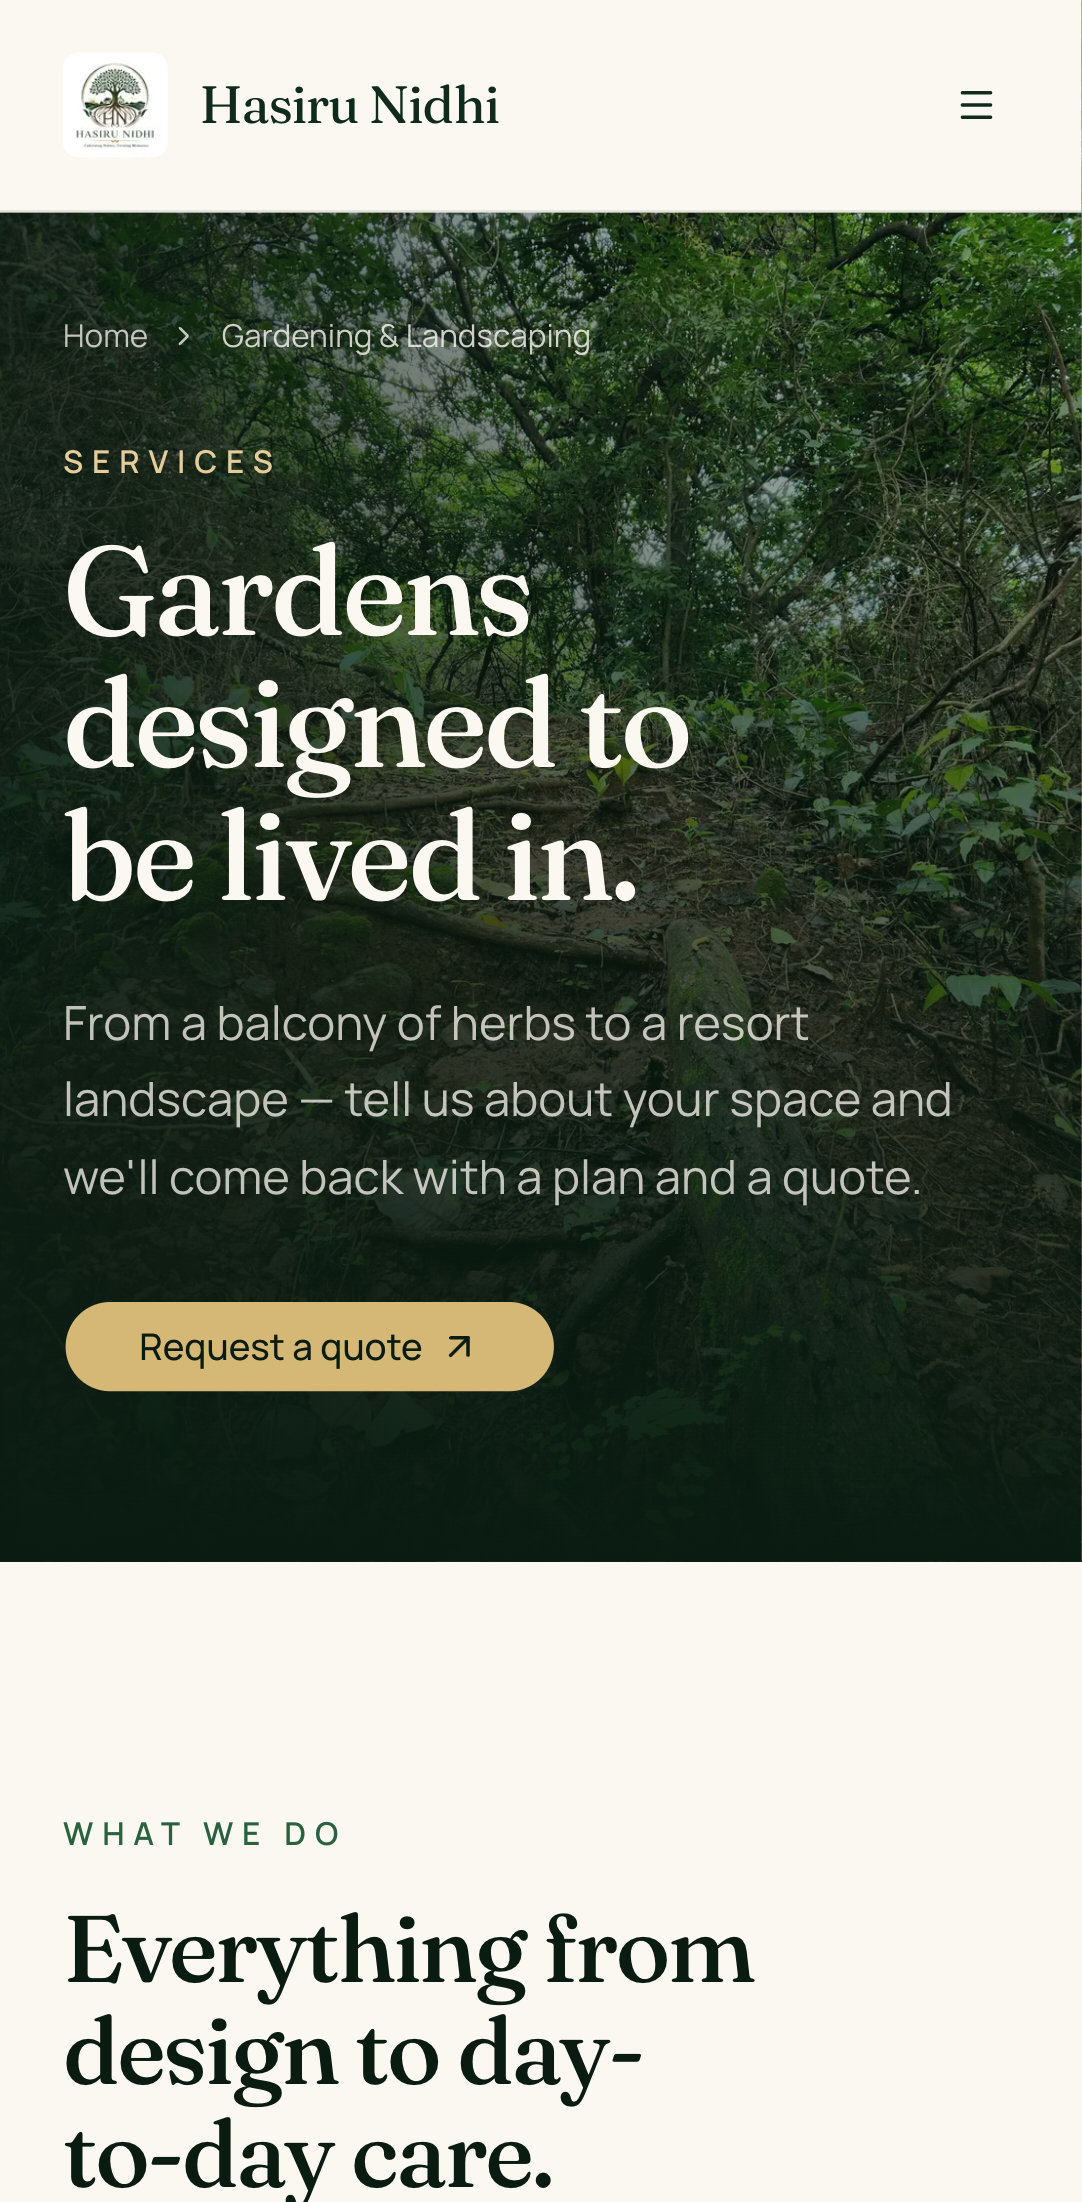 HN
HASIRU NIDHI
Hasiru Nidhi
Home > Gardening & Landscaping
SERVICES
Gardens
designed to
be lived in.
From a balcony of herbs to a resort
landscape — tell us about your space and
we'll come back with a plan and a quote.
Request a quote
WHAT WE DO
Everything from
design to day-
to-day care.